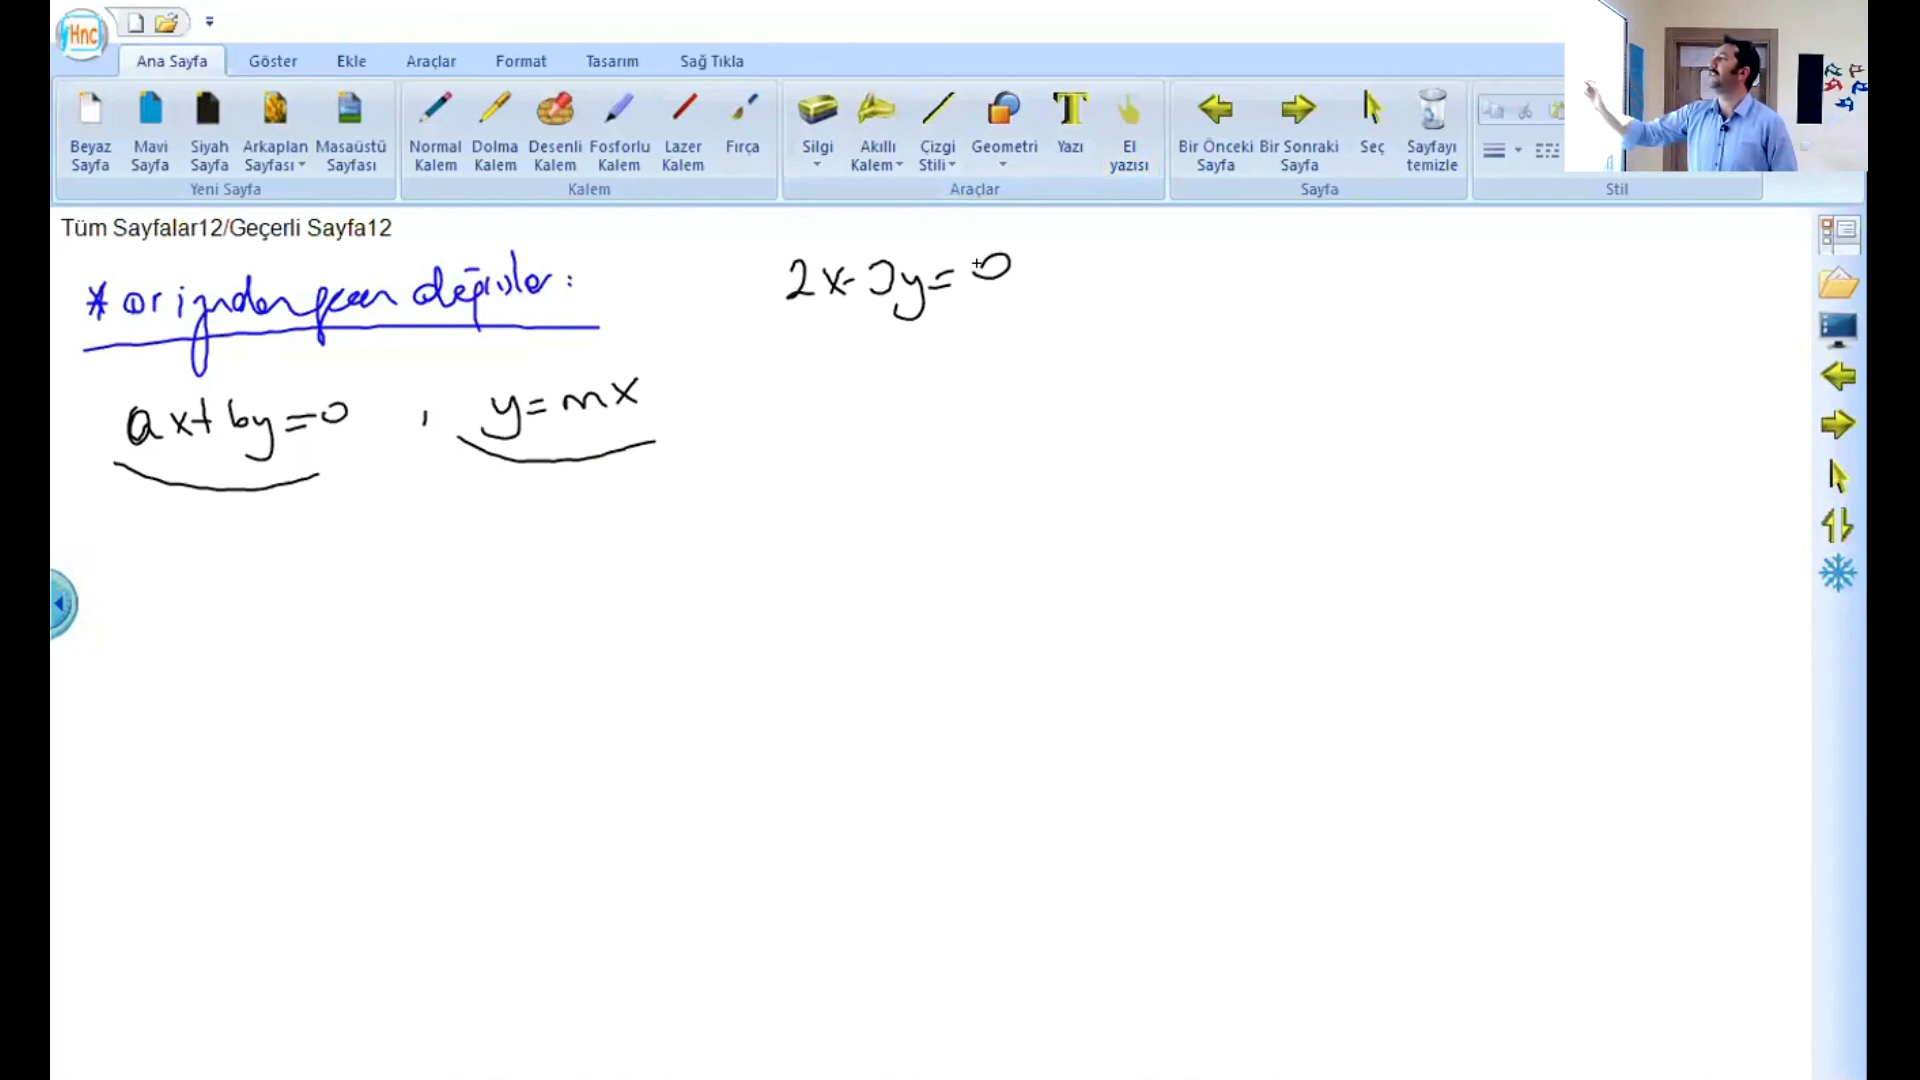 Hnc
Ana Sayfa Göster Ekle Araçlar Format Tasarım Sağ Tıkla
Beyaz Sayfa Mavi Sayfa Siyah Sayfa Arkaplan Sayfası Masaüstü Sayfası
Normal Kalem Dolma Kalem Desenli Kalem Fosforlu Kalem Lazer Kalem Fırça
Silgi Akıllı Kalem Çizgi Stili Geometri Yazı El yazısı
Bir Önceki Sayfa Bir Sonraki Sayfa Seç Sayfayı temizle
Yeni Sayfa Kalem Araçlar Sayfa Stil
Tüm Sayfalar12/Geçerli Sayfa12
* orijinden geçen doğrular:
2x-3y=0
ax+by=0 , y=mx